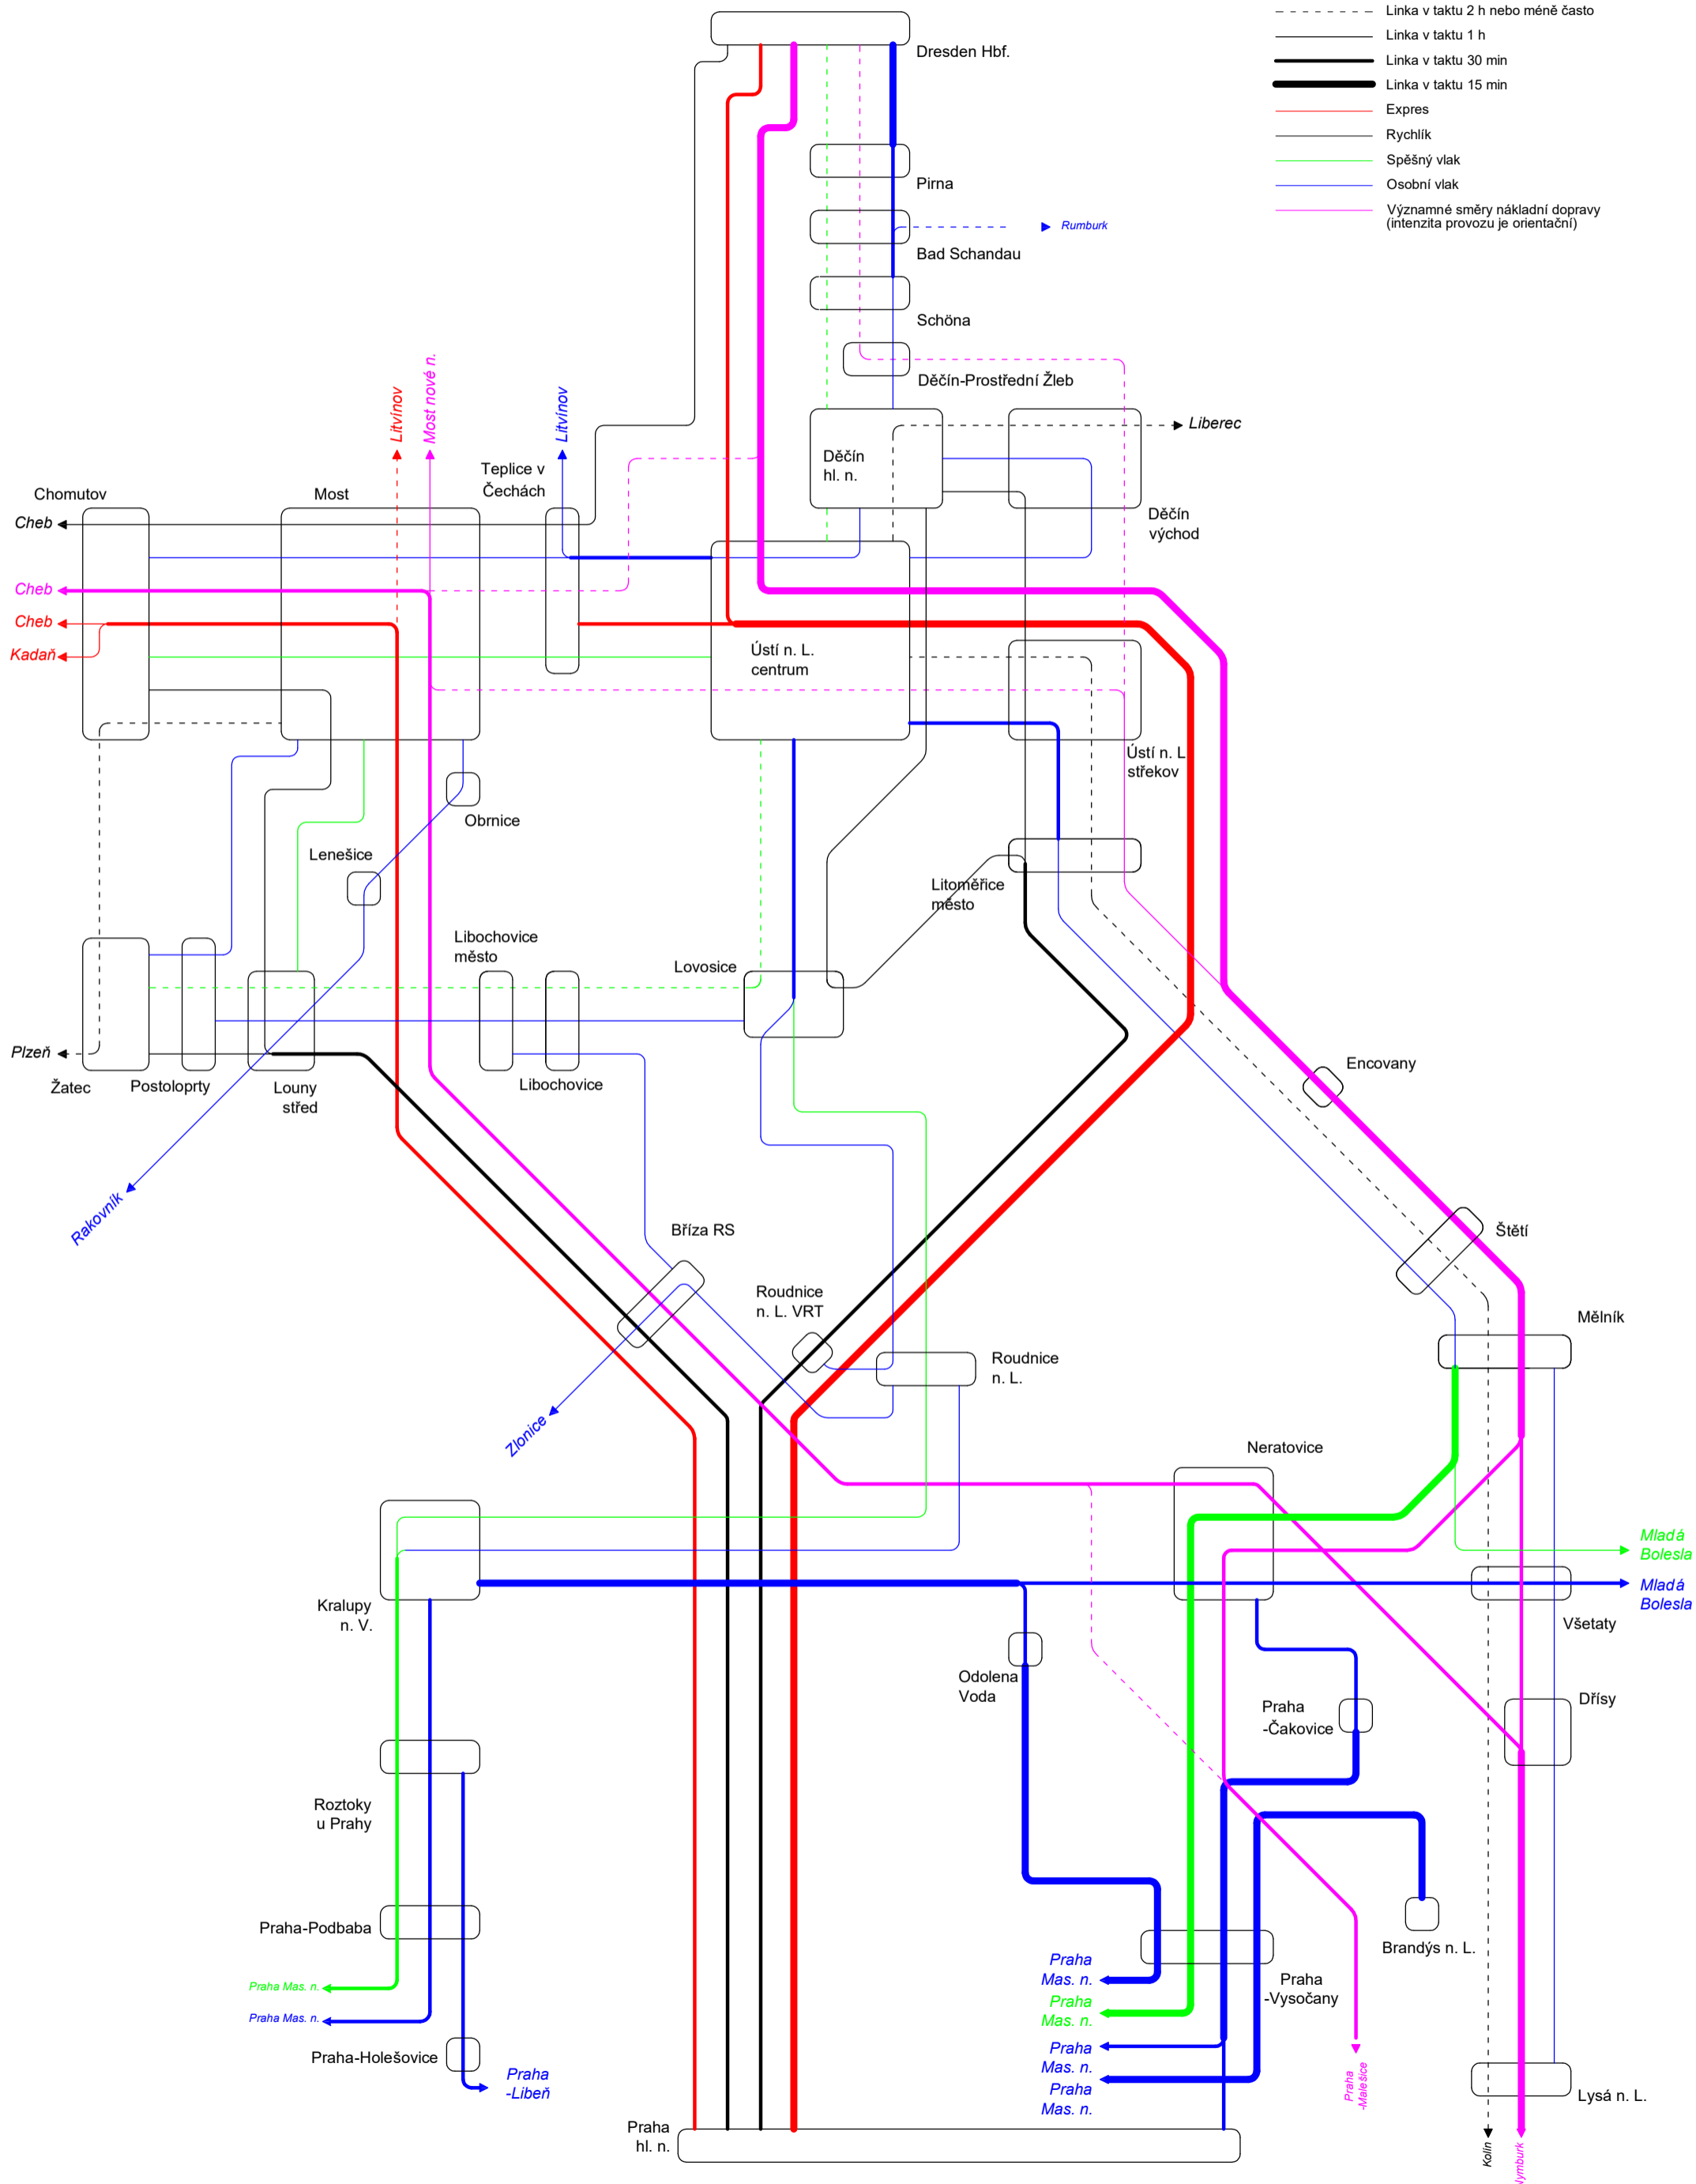 Linka v taktu 2 h nebo méně často
Linka v taktu 1 h
Linka v taktu 30 min
Linka v taktu 15 min
Expres
Rychlík
Spěšný vlak
Osobní vlak
Významné směry nákladní dopravy
(intenzita provozu je orientační)
Dresden Hbf.
Pirna
Rumburk
Bad Schandau
Schöna
Děčín-Prostřední Žleb
Litvínov
Most nové n.
Litvínov
Liberec
Děčín
hl. n.
Teplice v
Čechách
Chomutov
Most
Děčín
východ
Cheb
Cheb
Cheb
Kadaň
Ústí n. L.
centrum
Ústí n. L
střekov
Obrnice
Lenešice
Litoměřice
město
Libochovice
město
Lovosice
Plzeň
Žatec
Postoloprty
Louny
střed
Libochovice
Encovany
Rakovník
Bříza RS
Štětí
Roudnice
n. L. VRT
Mělník
Roudnice
n. L.
Zlonice
Neratovice
Mladá
Bolesla
Mladá
Bolesla
Kralupy
n. V.
Všetaty
Odolena
Voda
Praha
-Čakovice
Dřísy
Roztoky
u Prahy
Praha-Podbaba
Brandýs n. L.
Praha
Mas. n.
Praha
-Vysočany
Praha Mas. n.
Praha
Mas. n.
Praha Mas. n.
Praha
Mas. n.
Praha-Holešovice
Praha
-Libeň
Praha
Mas. n.
Praha
-Malešice
Lysá n. L.
Praha
hl. n.
Kolín
Nymburk